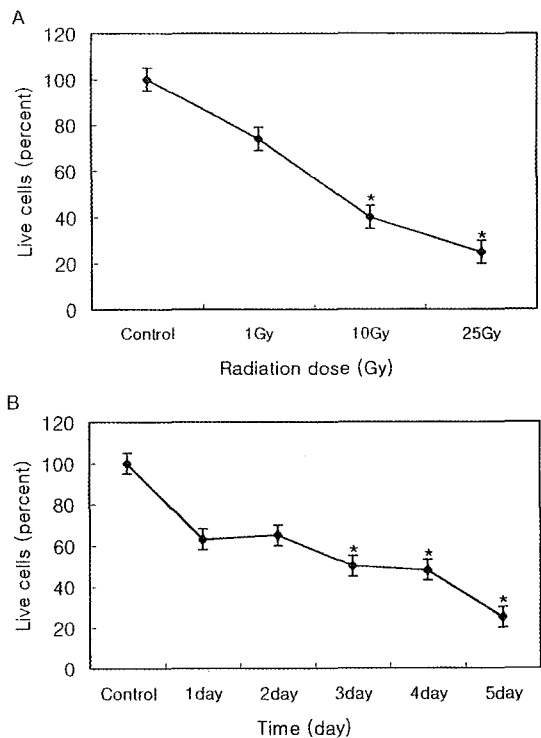 A
120
100
80
60
40
20
0
Live cells (percent)
*
*
Control 1Gy 10Gy 25Gy
Radiation dose (Gy)
B
120
100
80
60
40
20
0
Live cells (percent)
*
*
*
Control 1day 2day 3day 4day 5day
Time (day)